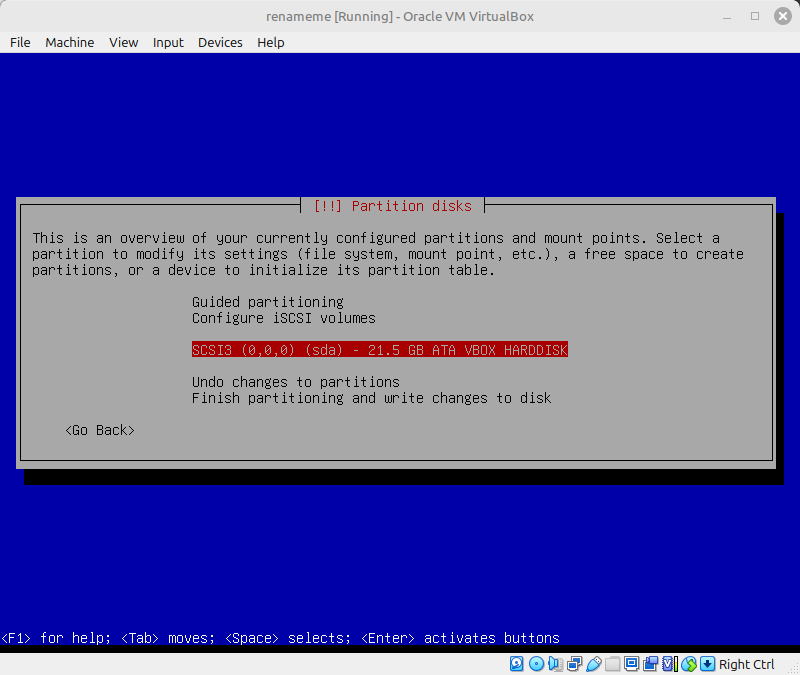 renameme [Running] - Oracle VM VirtualBox
File Machine View Input Devices Help
[!!] Partition disks
This is an overview of your currently configured partitions and mount points. Select a
partition to modify its settings (file system, mount point, etc.), a free space to create
partitions, or a device to initialize its partition table.
Guided partitioning
Configure iSCSI volumes
SCSI3 (0,0,0) (sda) - 21.5 GB ATA VBOX HARDDISK
Undo changes to partitions
Finish partitioning and write changes to disk
<Go Back>
<F1> for help; <Tab> moves; <Space> selects; <Enter> activates buttons
Right Ctrl